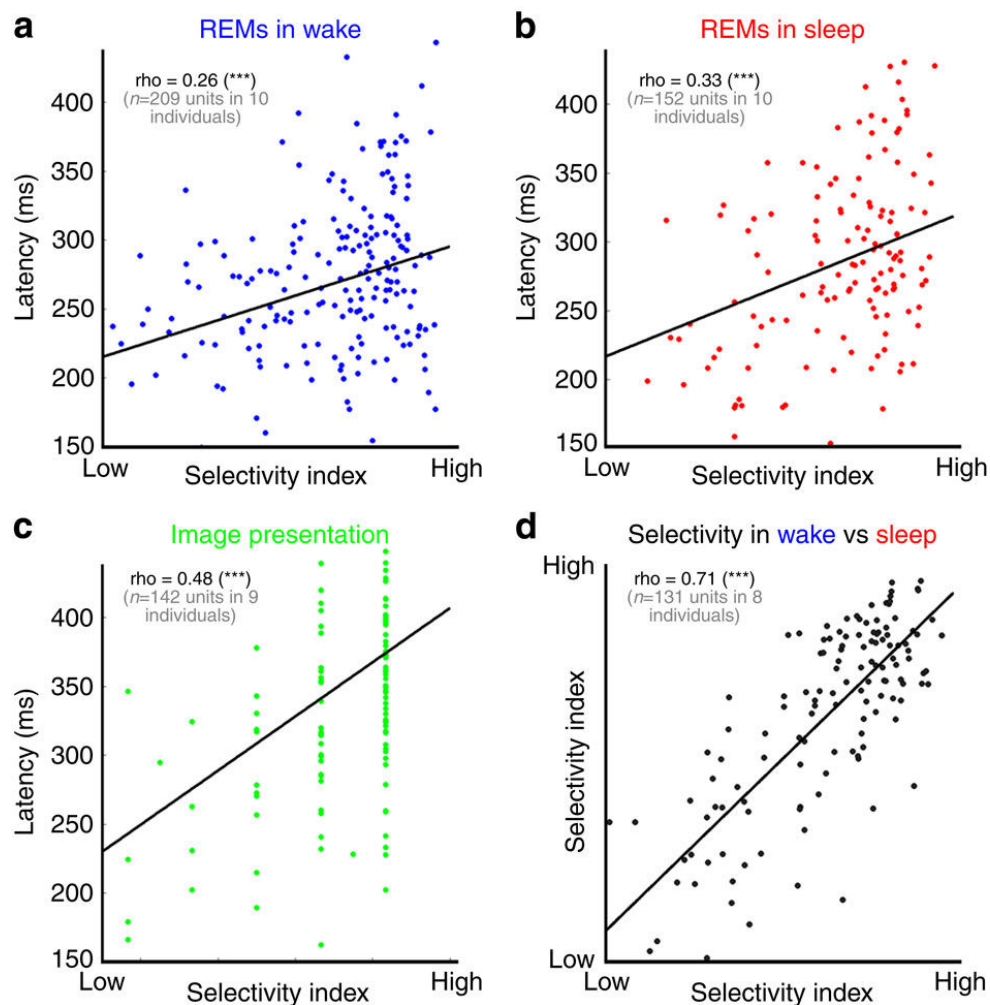 a
REMs in wake
rho = 0.26 (***)
(n=209 units in 10
individuals)
Latency (ms)
400
350
300
250
200
150
Low
Selectivity index
High
b
REMs in sleep
rho = 0.33 (***)
(n=152 units in 10
individuals)
Latency (ms)
400
350
300
250
200
150
Low
Selectivity index
High
c
Image presentation
rho = 0.48 (***)
(n=142 units in 9
individuals)
Latency (ms)
400
350
300
250
200
150
Low
Selectivity index
High
d
Selectivity in wake vs sleep
High
rho = 0.71 (***)
(n=131 units in 8
individuals)
Selectivity index
Low
Low
Selectivity index
High